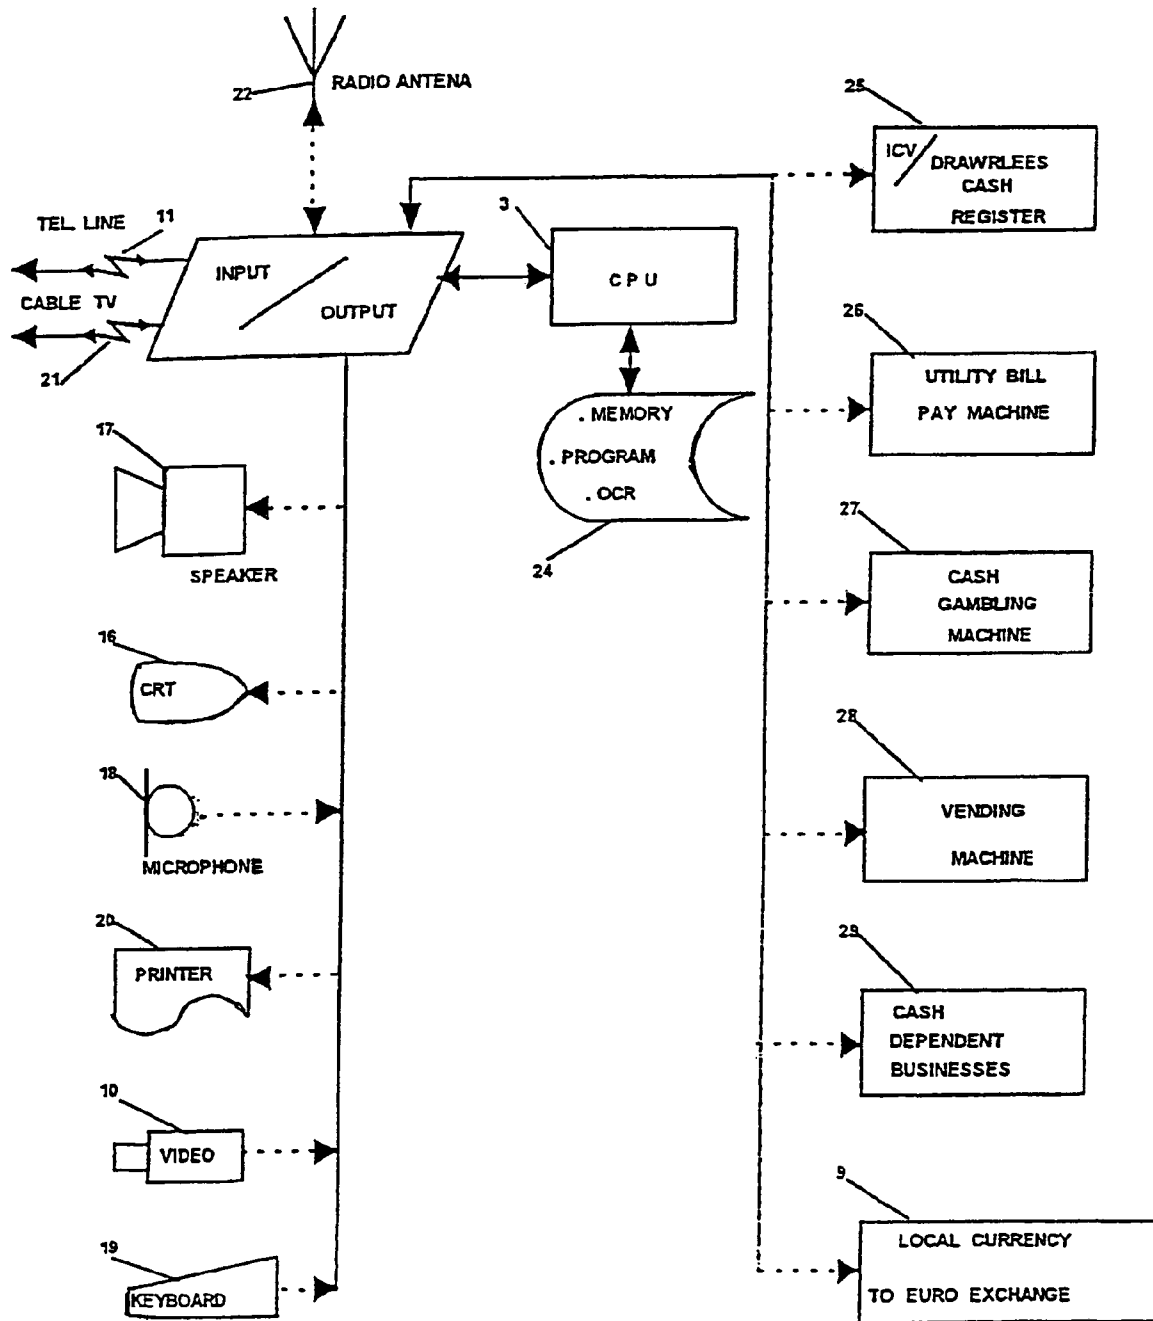 22
RADIO ANTENA
25
ICV
DRAWRLEES
CASH
REGISTER
TEL. LINE
11
3
INPUT
OUTPUT
CPU
CABLE TV
21
26
UTILITY BILL
PAY MACHINE
. MEMORY
. PROGRAM
. OCR
24
17
SPEAKER
27
CASH
GAMBLING
MACHINE
16
CRT
28
VENDING
MACHINE
18
MICROPHONE
20
PRINTER
29
CASH
DEPENDENT
BUSINESSES
10
VIDEO
9
LOCAL CURRENCY
TO EURO EXCHANGE
19
KEYBOARD